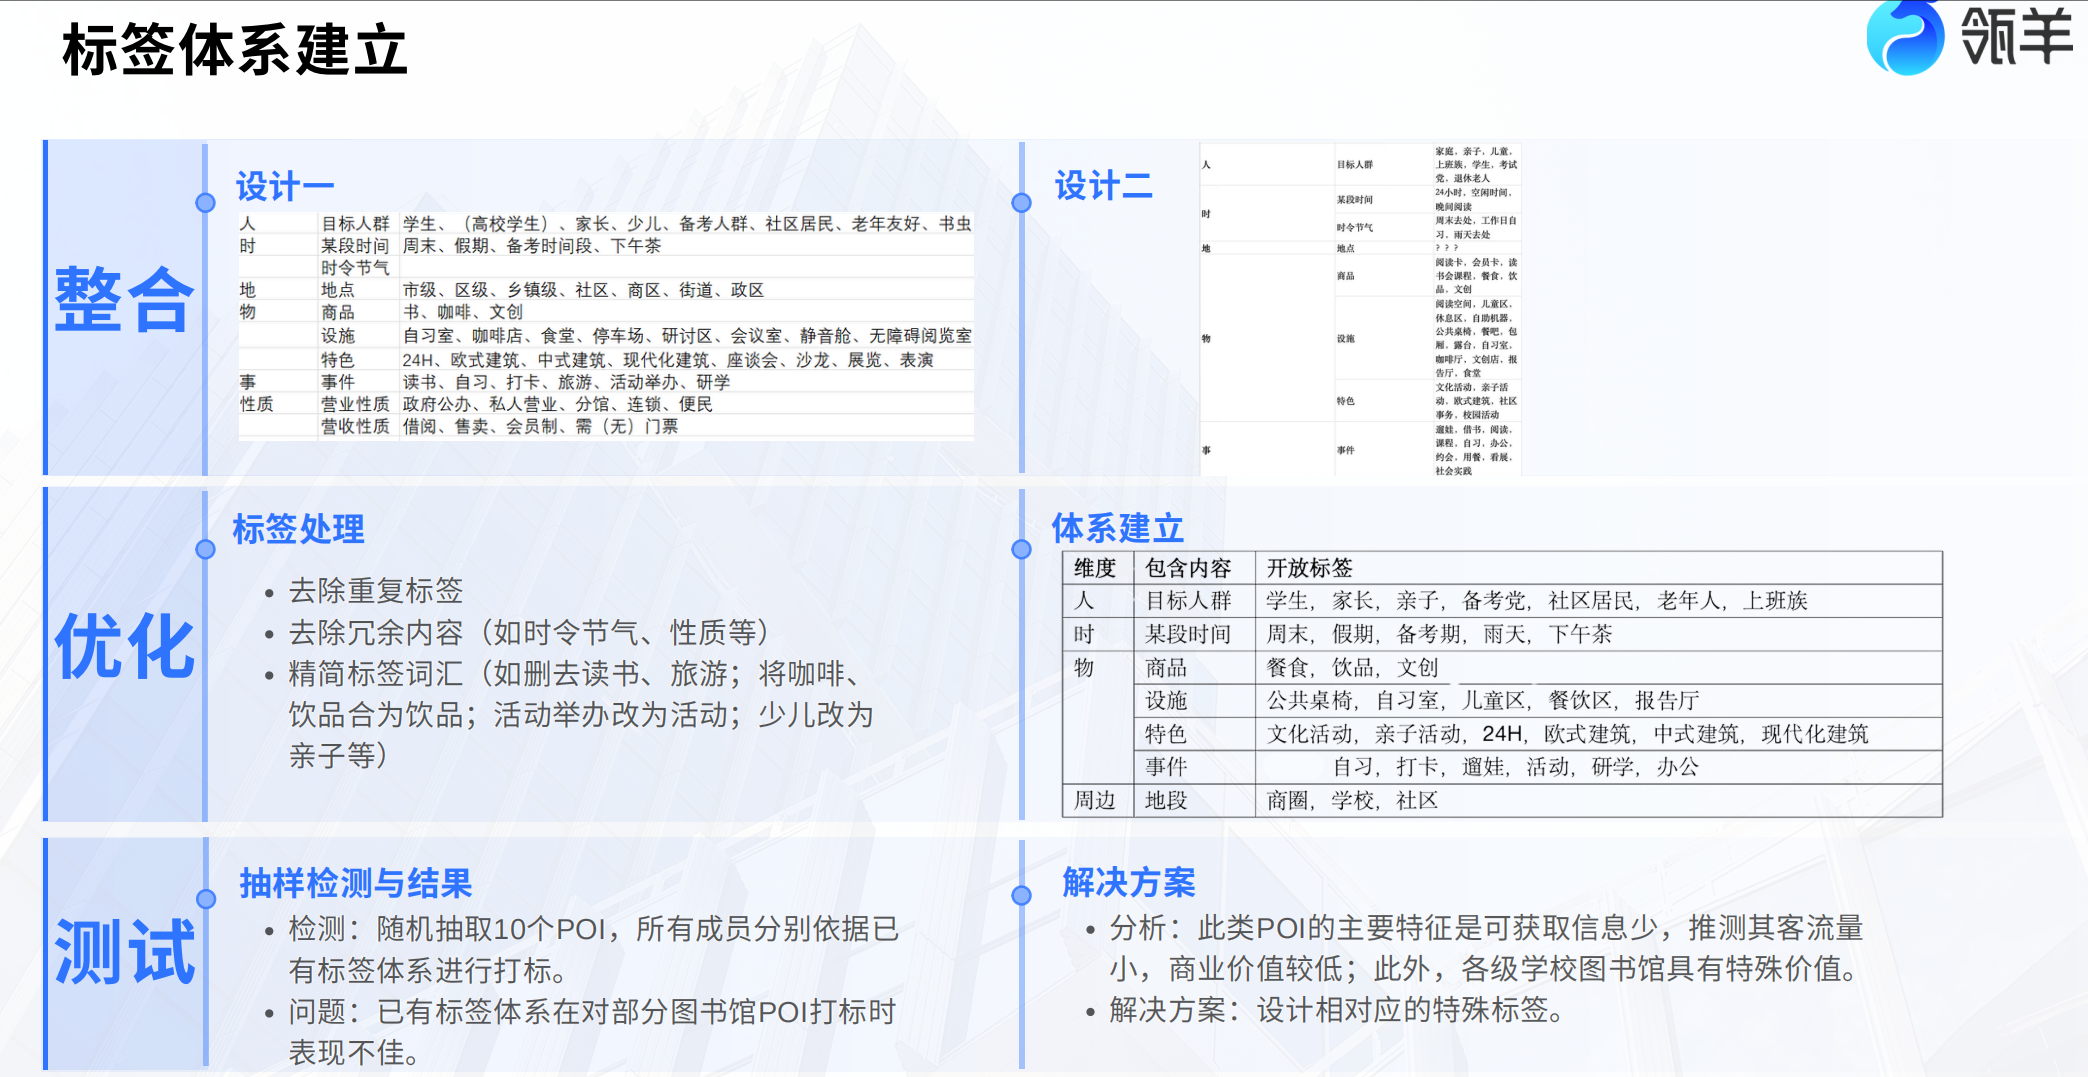 标签体系建立
瓴羊
整合
设计一
人 目标人群 学生、（高校学生）、家长、少儿、备考人群、社区居民、老年友好、书虫
时 某段时间 周末、假期、备考时间段、下午茶
时令节气
地 地点 市级、区级、乡镇级、社区、商区、街道、政区
物 商品 书、咖啡、文创
设施 自习室、咖啡店、食堂、停车场、研讨区、会议室、静音舱、无障碍阅览室
特色 24H、欧式建筑、中式建筑、现代化建筑、座谈会、沙龙、展览、表演
事 事件 读书、自习、打卡、旅游、活动举办、研学
性质 营业性质 政府公办、私人营业、分馆、连锁、便民
营收性质 借阅、售卖、会员制、需（无）门票
设计二
人 目标人群 家庭，亲子，儿童，
上班族，学生，考试
党，退休老人
时 某段时间 24小时，空闲时间，
晚间阅读
时令节气 周末去处，工作日自
习，雨天去处
地 地点 ？？？
物 商品 阅读卡，会员卡，读
书会课程，餐食，饮
品，文创
设施 阅读空间，儿童区，
休息区，自助机器，
公共桌椅，餐吧，包
厢，露台，自习室，
咖啡厅，文创店，报
告厅，食堂
特色 文化活动，亲子活
动，欧式建筑，社区
事务，校园活动
事 事件 遛娃，借书，阅读，
课程，自习，办公，
约会，用餐，看展，
社会实践
优化
标签处理
• 去除重复标签
• 去除冗余内容（如时令节气、性质等）
• 精简标签词汇（如删去读书、旅游；将咖啡、
饮品合为饮品；活动举办改为活动；少儿改为
亲子等）
体系建立
维度 包含内容 开放标签
人 目标人群 学生，家长，亲子，备考党，社区居民，老年人，上班族
时 某段时间 周末，假期，备考期，雨天，下午茶
物 商品 餐食，饮品，文创
设施 公共桌椅，自习室，儿童区，餐饮区，报告厅
特色 文化活动，亲子活动，24H，欧式建筑，中式建筑，现代化建筑
事件 自习，打卡，遛娃，活动，研学，办公
周边 地段 商圈，学校，社区
测试
抽样检测与结果
• 检测：随机抽取10个POI，所有成员分别依据已
有标签体系进行打标。
• 问题：已有标签体系在对部分图书馆POI打标时
表现不佳。
解决方案
• 分析：此类POI的主要特征是可获取信息少，推测其客流量
小，商业价值较低；此外，各级学校图书馆具有特殊价值。
• 解决方案：设计相对应的特殊标签。